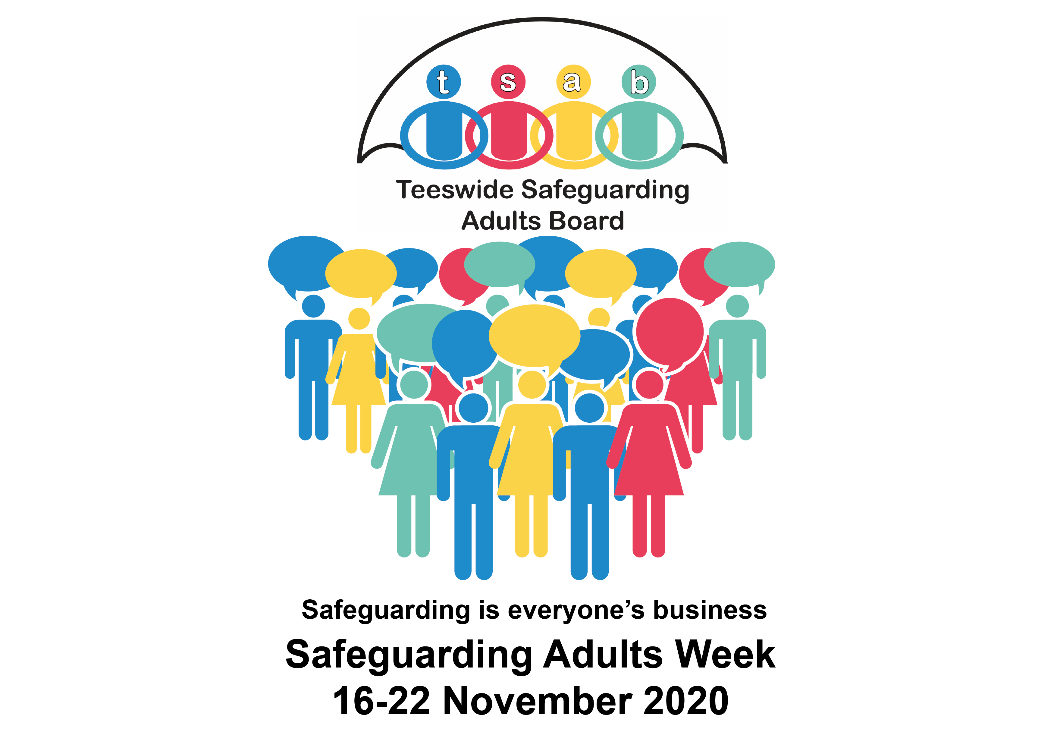 t s a b
Teeswide Safeguarding
Adults Board
Safeguarding is everyone's business
Safeguarding Adults Week
16-22 November 2020